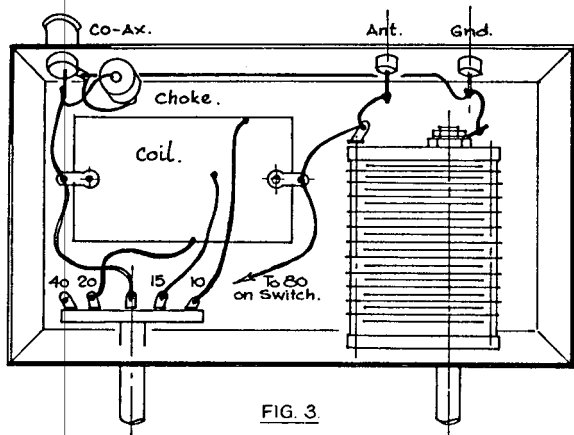 Co-Ax.
Ant.
Gnd.
Choke.
Coil.
40 20 15 10
To 80
on Switch.
FIG. 3.